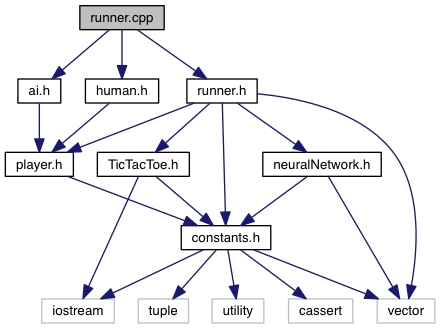 runner.cpp
ai.h
human.h
runner.h
player.h
TicTacToe.h
neuralNetwork.h
constants.h
iostream
tuple
utility
cassert
vector